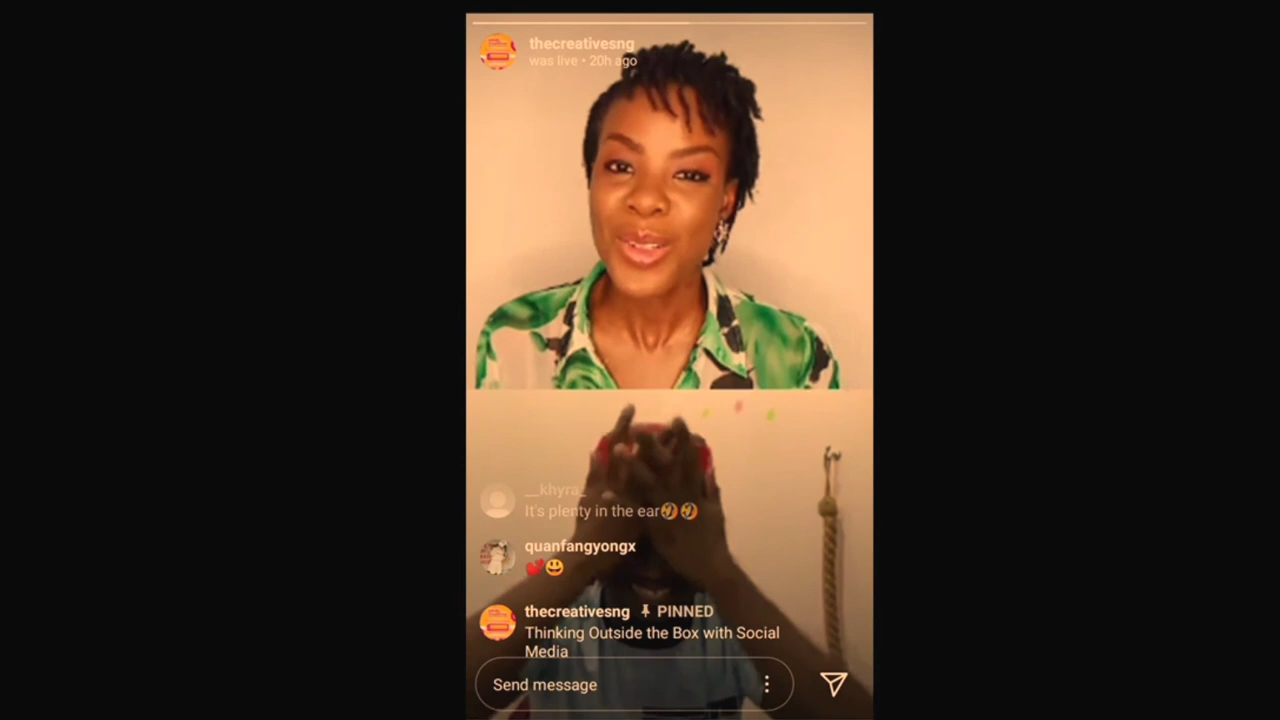 thecreativesng
was live • 20h ago
__khyra_
It's plenty in the ear🤣🤣
quanfangyongx
💕😃
thecreativesng PINNED
Thinking Outside the Box with Social
Media
Send message